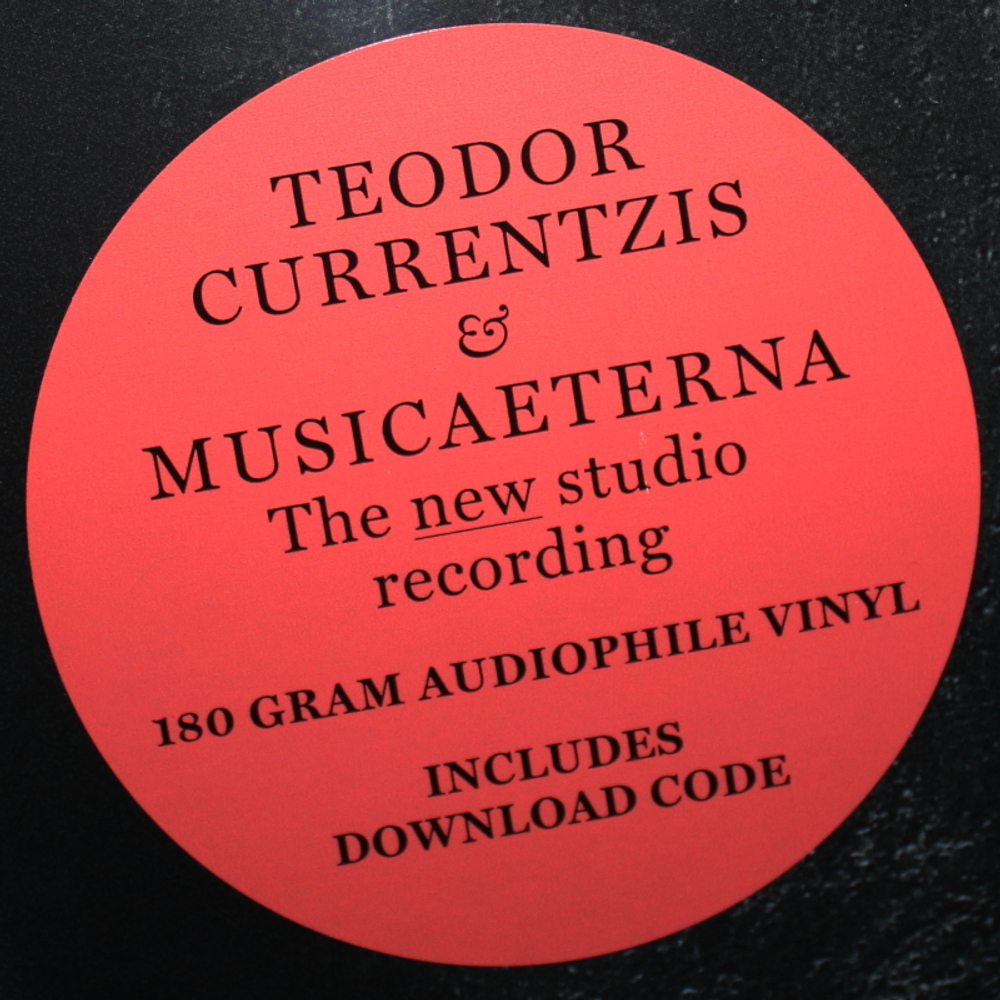 TEODOR
CURRENTZIS
&
MUSICAETERNA
The new studio
recording
180 GRAM AUDIOPHILE VINYL
INCLUDES
DOWNLOAD CODE